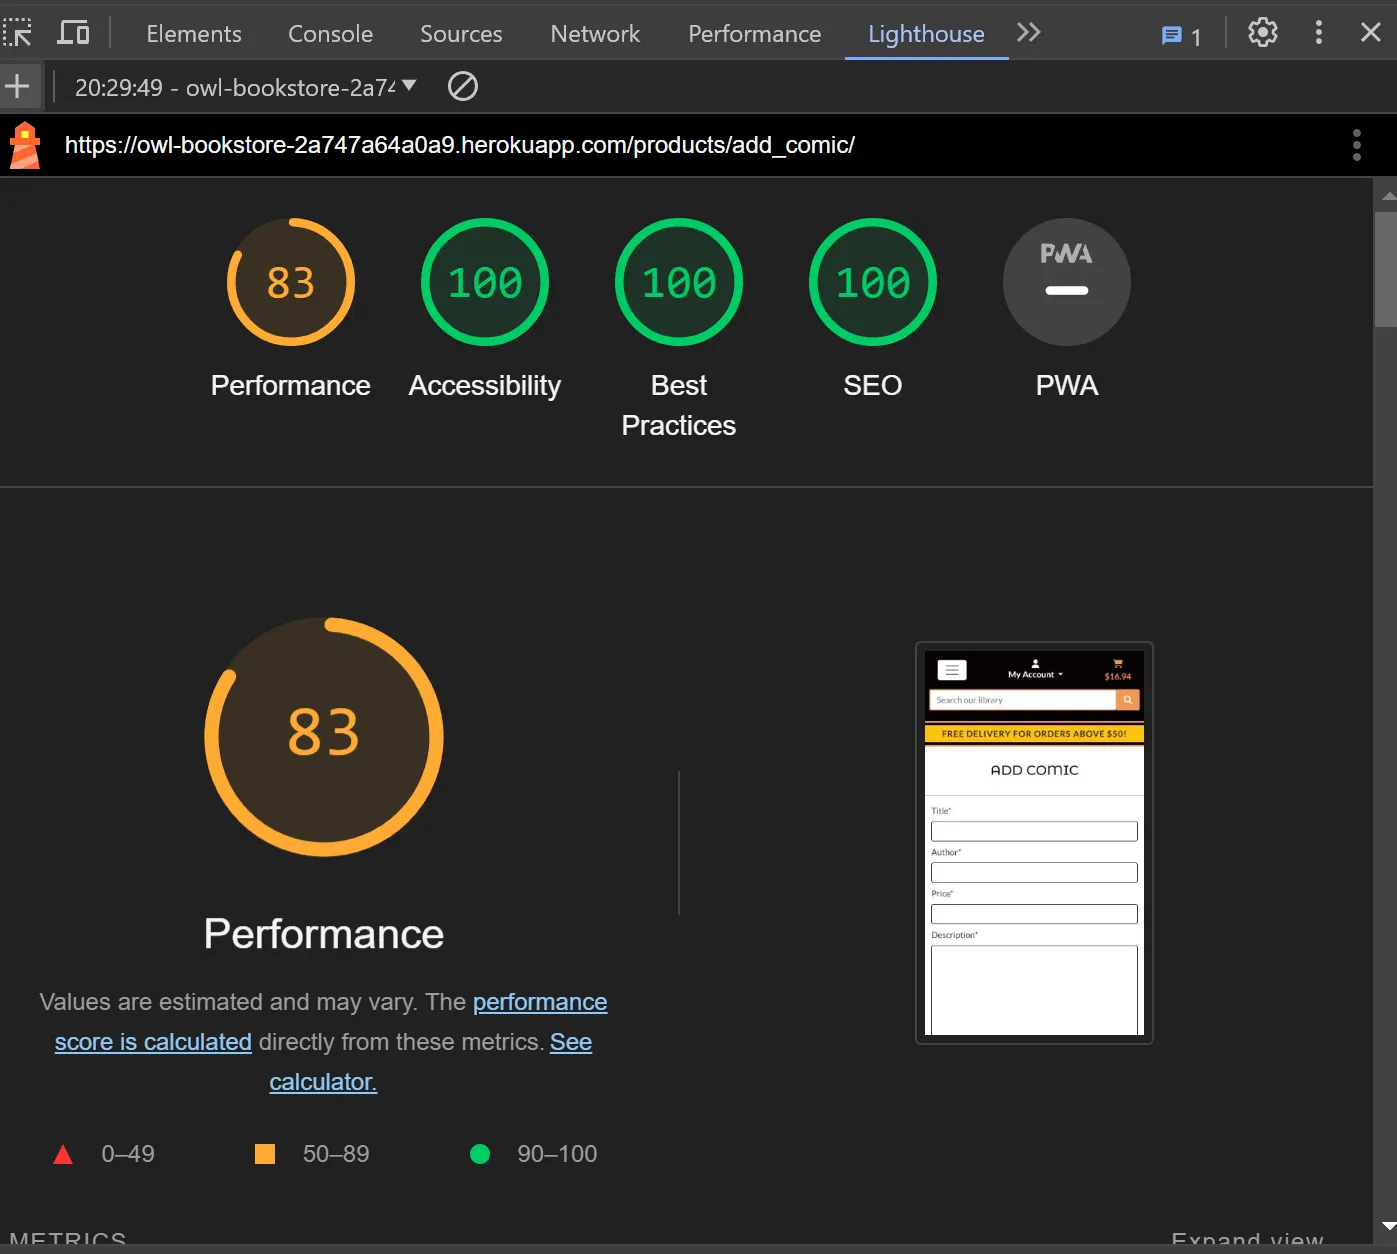 Elements Console Sources Network Performance Lighthouse 1
20:29:49 - owl-bookstore-2a74
https://owl-bookstore-2a747a64a0a9.herokuapp.com/products/add_comic/
83 100 100 100 PWA
Performance Accessibility Best Practices SEO PWA
83
Performance
Values are estimated and may vary. The performance
score is calculated directly from these metrics. See
calculator.
0–49 50–89 90–100
My Account $16.94
Search our library
FREE DELIVERY FOR ORDERS ABOVE $50!
ADD COMIC
Title*
Author*
Price*
Description*
METRICS Expand view